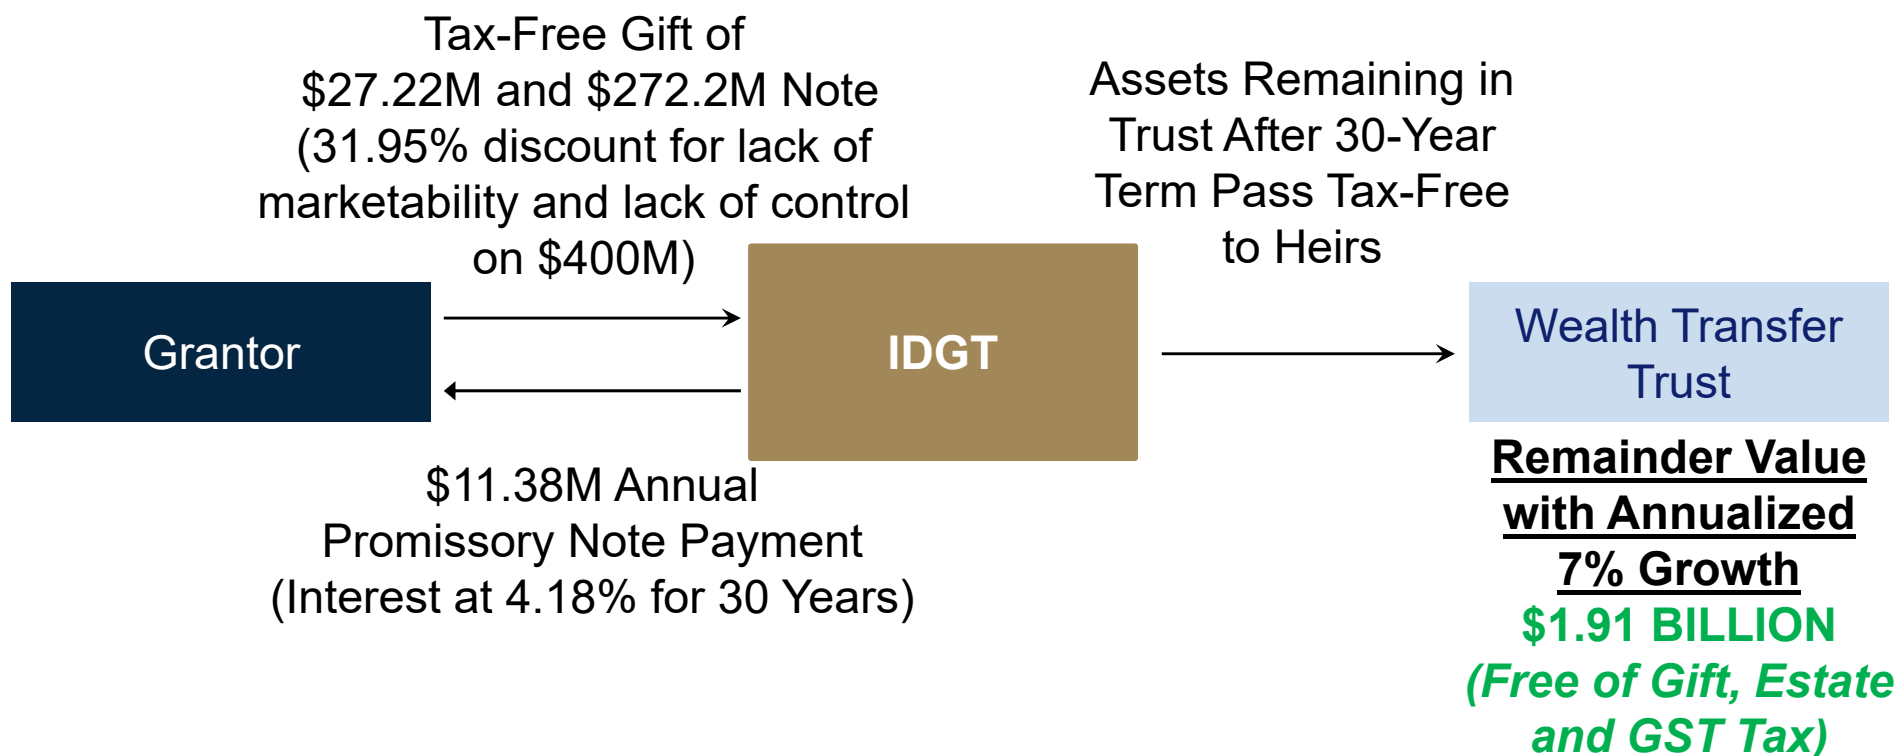 Tax-Free Gift of
$27.22M and $272.2M Note
(31.95% discount for lack of
marketability and lack of control
on $400M)
Assets Remaining in
Trust After 30-Year
Term Pass Tax-Free
to Heirs
Grantor
IDGT
Wealth Transfer
Trust
$11.38M Annual
Promissory Note Payment
(Interest at 4.18% for 30 Years)
Remainder Value
with Annualized
7% Growth
$1.91 BILLION
(Free of Gift, Estate
and GST Tax)